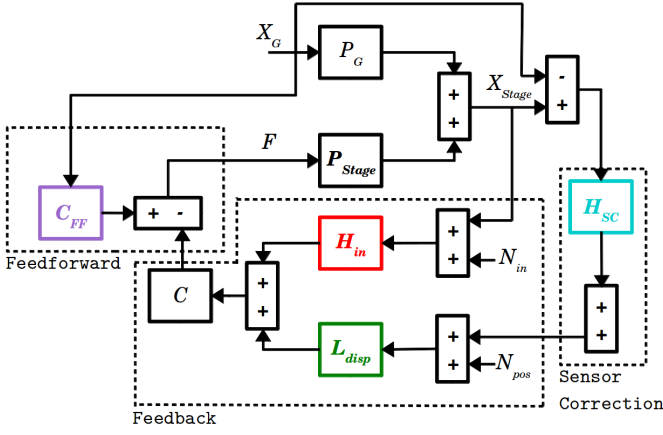 X_G
P_G
X_Stage
+
+
-
+
F
P_Stage
C_FF
+ -
H_SC
Feedforward
H_in
+
+
N_in
C
+
+
+
+
L_disp
+
+
N_pos
Sensor
Correction
Feedback